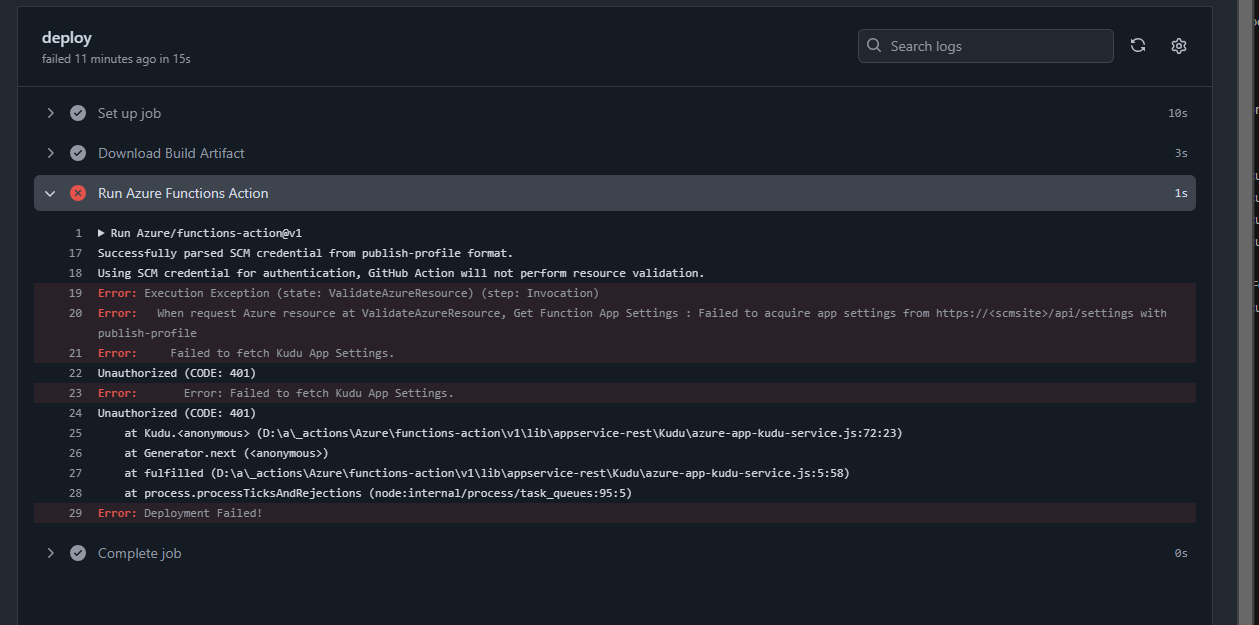 deploy
failed 11 minutes ago in 15s
Search logs
Set up job 10s
Download Build Artifact 3s
Run Azure Functions Action 1s
1 Run Azure/functions-action@v1
17 Successfully parsed SCM credential from publish-profile format.
18 Using SCM credential for authentication, GitHub Action will not perform resource validation.
19 Error: Execution Exception (state: ValidateAzureResource) (step: Invocation)
20 Error: When request Azure resource at ValidateAzureResource, Get Function App Settings : Failed to acquire app settings from https://<scmsite>/api/settings with
publish-profile
21 Error: Failed to fetch Kudu App Settings.
22 Unauthorized (CODE: 401)
23 Error: Error: Failed to fetch Kudu App Settings.
24 Unauthorized (CODE: 401)
25 at Kudu.<anonymous> (D:\a\_actions\Azure\functions-action\v1\lib\appservice-rest\Kudu\azure-app-kudu-service.js:72:23)
26 at Generator.next (<anonymous>)
27 at fulfilled (D:\a\_actions\Azure\functions-action\v1\lib\appservice-rest\Kudu\azure-app-kudu-service.js:5:58)
28 at process.processTicksAndRejections (node:internal/process/task_queues:95:5)
29 Error: Deployment Failed!
Complete job 0s